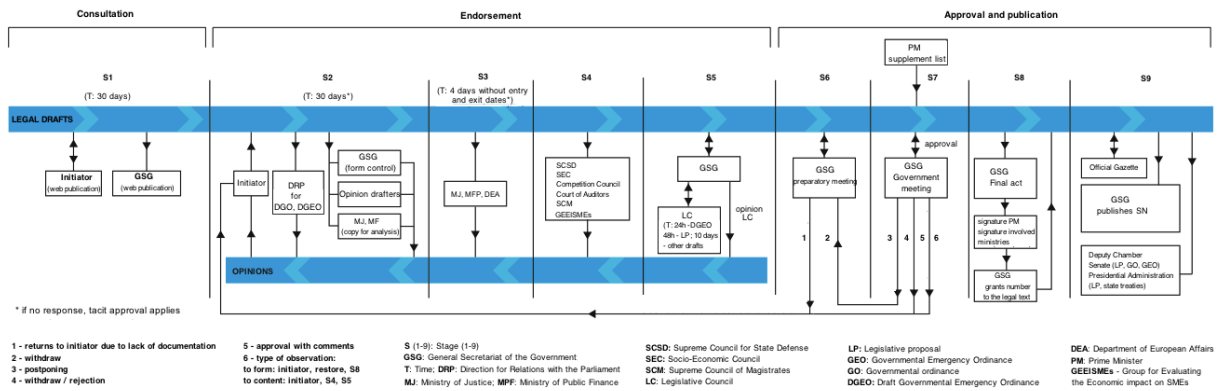 Consultation
Endorsement
Approval and publication
PM
supplement list
S1
(T: 30 days)
S2
(T: 30 days*)
S3
(T: 4 days without entry
and exit dates*)
S4
S5
S6
S7
S8
S9
LEGAL DRAFTS
Initiator
(web publication)
GSG
(web publication)
Initiator
DRP
for
DGO, DGEO
GSG
(form control)
Opinion drafters
MJ, MF
(copy for analysis)
MJ, MFP, DEA
SCSD
SEC
Competition Council
Court of Auditors
SCM
GEEISMEs
GSG
LC
(T: 24h -DGEO
48h - LP; 10 days
- other drafts
opinion
LC
GSG
preparatory meeting
approval
GSG
Government
meeting
GSG
Final act
signature PM
signature involved
ministries
GSG
grants number
to the legal text
Official Gazette
GSG
publishes SN
Deputy Chamber
Senate (LP, GO, GEO)
Presidential Administration
(LP, state treaties)
1
2
3
4
5
6
OPINIONS
* if no response, tacit approval applies
1 - returns to initiator due to lack of documentation
2 - withdraw
3 - postponing
4 - withdraw / rejection
5 - approval with comments
6 - type of observation:
to form: initiator, restore, S8
to content: initiator, S4, S5
S (1-9): Stage (1-9)
GSG: General Secretariat of the Government
T: Time; DRP: Direction for Relations with the Parliament
MJ: Ministry of Justice; MPF: Ministry of Public Finance
SCSD: Supreme Council for State Defense
SEC: Socio-Economic Council
SCM: Supreme Council of Magistrates
LC: Legislative Council
LP: Legislative proposal
GEO: Governmental Emergency Ordinance
GO: Governmental ordinance
DGEO: Draft Governmental Emergency Ordinance
DEA: Department of European Affairs
PM: Prime Minister
GEEISMEs - Group for Evaluating
the Economic impact on SMEs